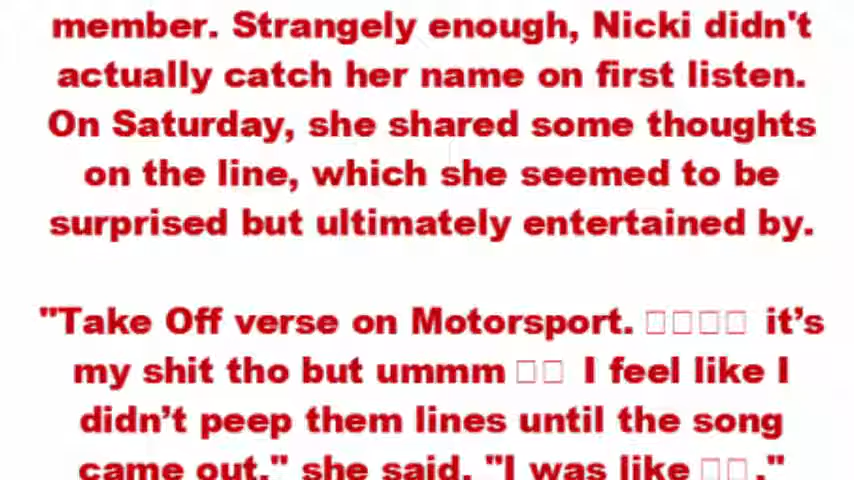 member. Strangely enough, Nicki didn't
actually catch her name on first listen.
On Saturday, she shared some thoughts
on the line, which she seemed to be
surprised but ultimately entertained by.
"Take Off verse on Motorsport. □□□□ it’s
my shit tho but ummm □□ I feel like I
didn’t peep them lines until the song
came out," she said. "I was like □□."